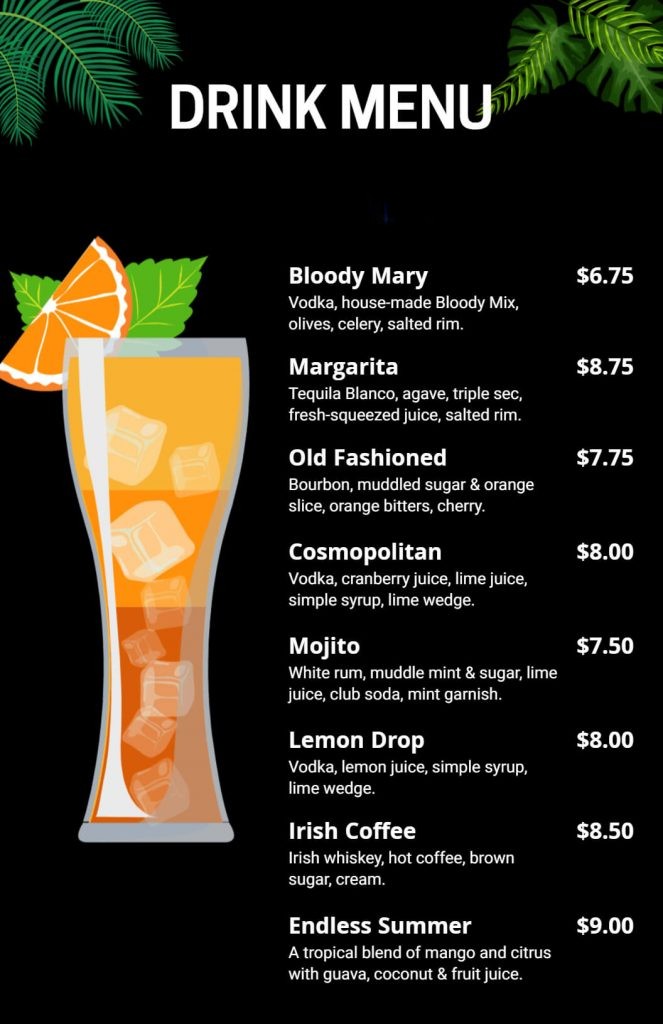 DRINK MENU
Bloody Mary $6.75
Vodka, house-made Bloody Mix,
olives, celery, salted rim.
Margarita $8.75
Tequila Blanco, agave, triple sec,
fresh-squeezed juice, salted rim.
Old Fashioned $7.75
Bourbon, muddled sugar & orange
slice, orange bitters, cherry.
Cosmopolitan $8.00
Vodka, cranberry juice, lime juice,
simple syrup, lime wedge.
Mojito $7.50
White rum, muddle mint & sugar, lime
juice, club soda, mint garnish.
Lemon Drop $8.00
Vodka, lemon juice, simple syrup,
lime wedge.
Irish Coffee $8.50
Irish whiskey, hot coffee, brown
sugar, cream.
Endless Summer $9.00
A tropical blend of mango and citrus
with guava, coconut & fruit juice.